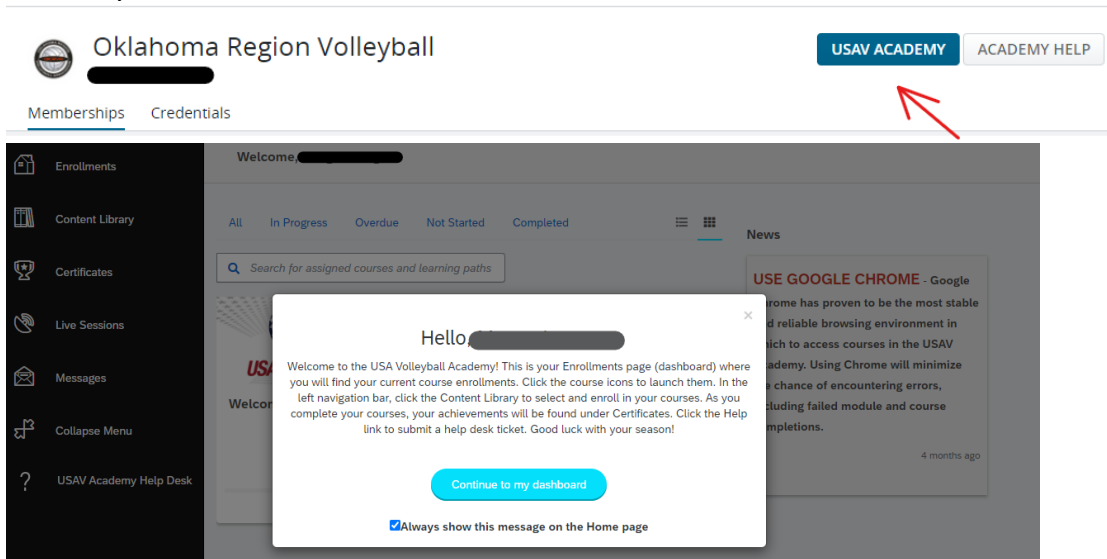 Oklahoma Region Volleyball
USAV ACADEMY
ACADEMY HELP
Memberships Credentials
Enrollments
Content Library
Certificates
Live Sessions
Messages
Collapse Menu
USAV Academy Help Desk
Welcome,
All In Progress Overdue Not Started Completed
Search for assigned courses and learning paths
Hello,
Welcome to the USA Volleyball Academy! This is your Enrollments page (dashboard) where
you will find your current course enrollments. Click the course icons to launch them. In the
left navigation bar, click the Content Library to select and enroll in your courses. As you
complete your courses, your achievements will be found under Certificates. Click the Help
link to submit a help desk ticket. Good luck with your season!
Continue to my dashboard
Always show this message on the Home page
News
USE GOOGLE CHROME - Google
rome has proven to be the most stable
d reliable browsing environment in
ich to access courses in the USAV
ademy. Using Chrome will minimize
chance of encountering errors,
cluding failed module and course
mpletions.
4 months ago